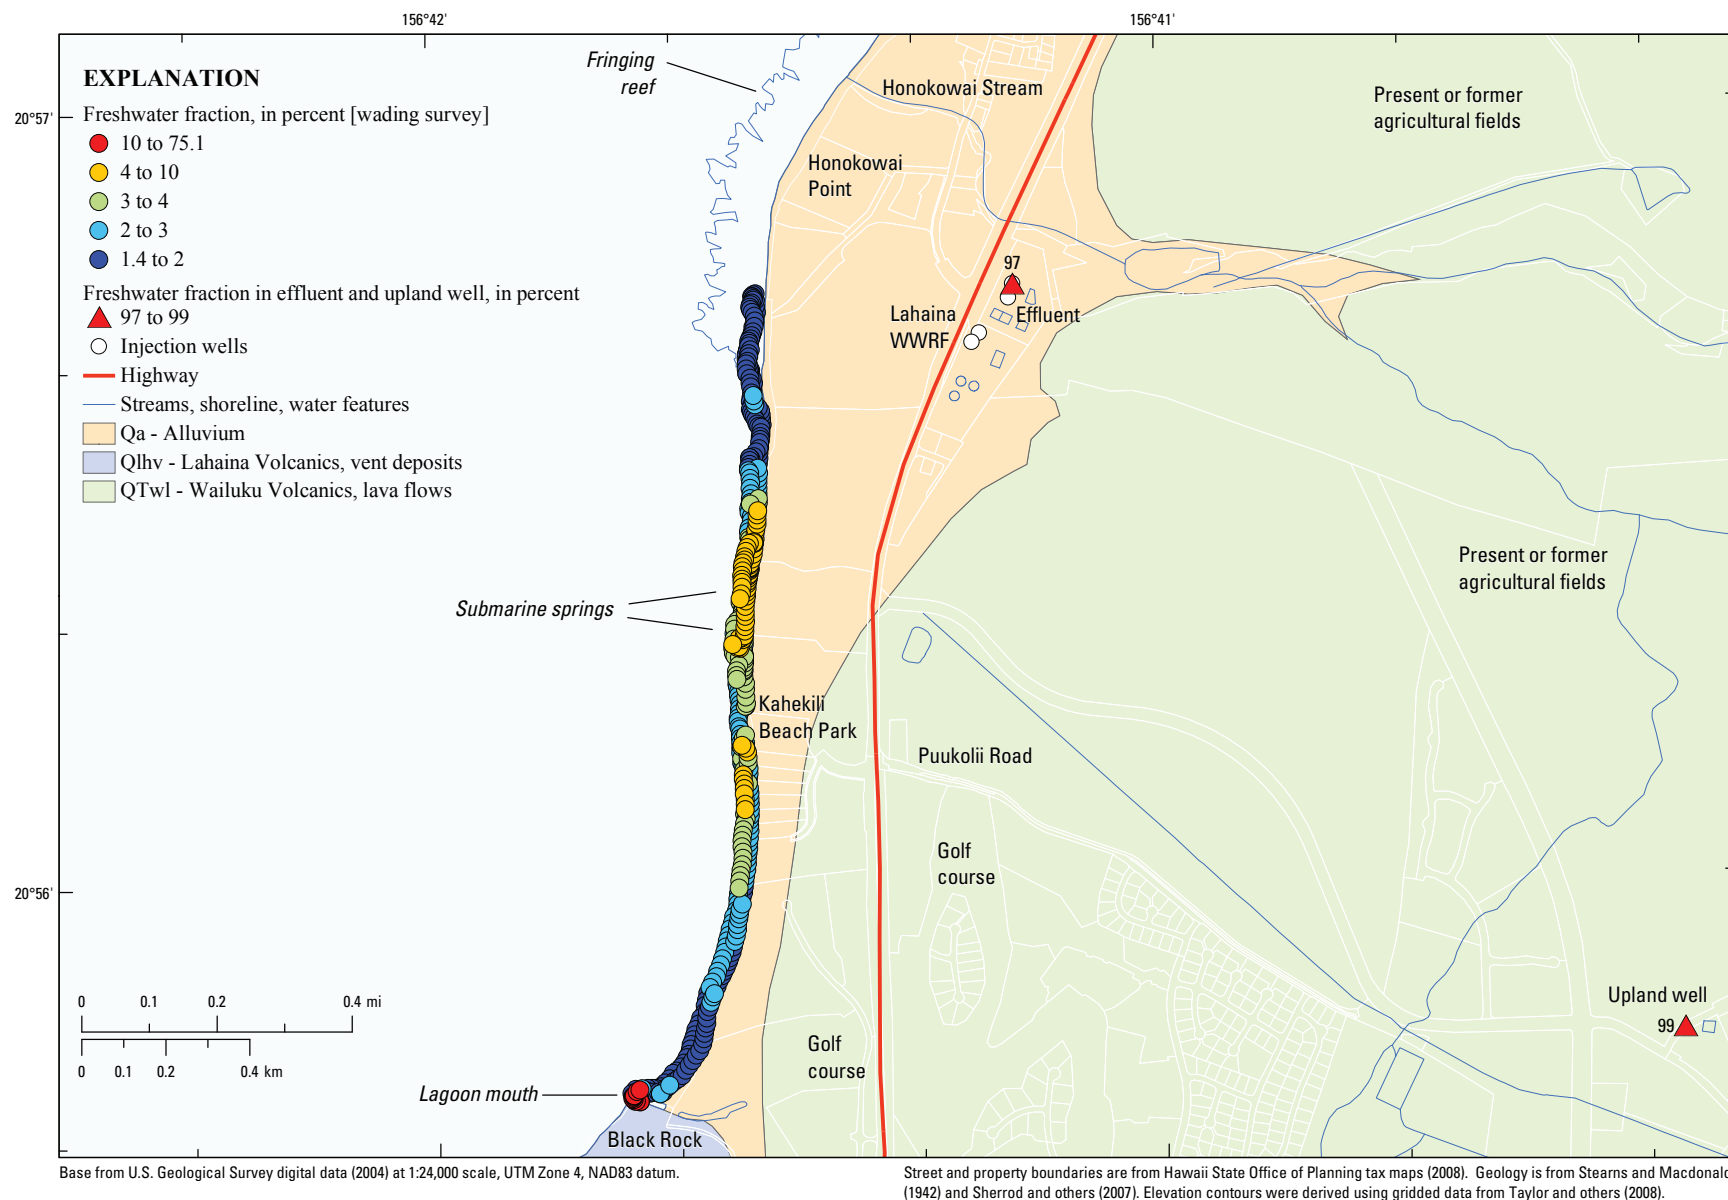 156°42'
156°41'
20°57'
20°56'
EXPLANATION
Freshwater fraction, in percent [wading survey]
10 to 75.1
4 to 10
3 to 4
2 to 3
1.4 to 2
Freshwater fraction in effluent and upland well, in percent
97 to 99
Injection wells
Highway
Streams, shoreline, water features
Qa - Alluvium
Qlhv - Lahaina Volcanics, vent deposits
QTwl - Wailuku Volcanics, lava flows
Fringing
reef
Honokowai Stream
Present or former
agricultural fields
Honokowai
Point
97
Lahaina
WWRF
Effluent
Present or former
agricultural fields
Submarine springs
Kahekili
Beach Park
Puukolii Road
Golf
course
Upland well
99
Golf
course
Lagoon mouth
Black Rock
0 0.1 0.2 0.4 mi
0 0.1 0.2 0.4 km
Base from U.S. Geological Survey digital data (2004) at 1:24,000 scale, UTM Zone 4, NAD83 datum.
Street and property boundaries are from Hawaii State Office of Planning tax maps (2008). Geology is from Stearns and Macdonald
(1942) and Sherrod and others (2007). Elevation contours were derived using gridded data from Taylor and others (2008).